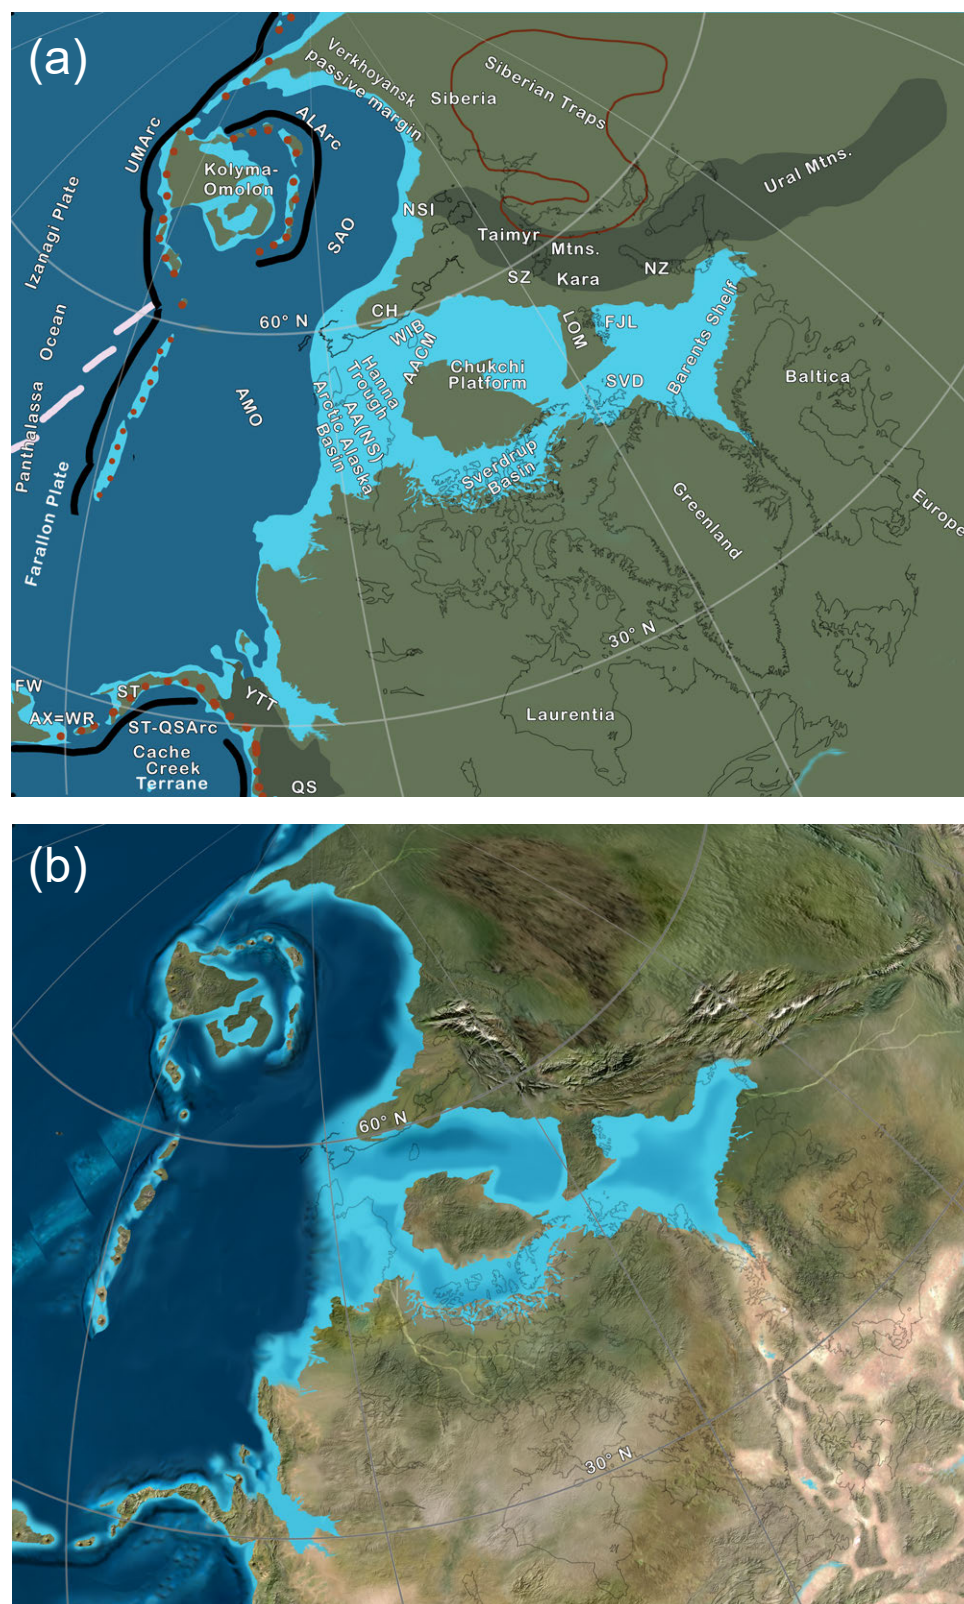 (a)
Verkhoyansk
passive margin
Siberian Traps
Siberia
UMArc
ALArc
Kolyma-
Omolon
Ural Mtns.
Izanagi Plate
NSI
SAO
Taimyr
Mtns.
SZ
Kara
NZ
Panthalassa Ocean
60° N
CH
WIB
AACM
LOM
FJL
Barents Shelf
Chukchi
Platform
SVD
Baltica
Hanna
Trough
AA(NS)
Arctic Alaska
Basin
AMO
Sverdrup
Basin
Greenland
Europe
Farallon Plate
30° N
FW
ST
YTT
AX=WR
ST-QSArc
Laurentia
Cache
Creek
Terrane
QS
(b)
60° N
30° N